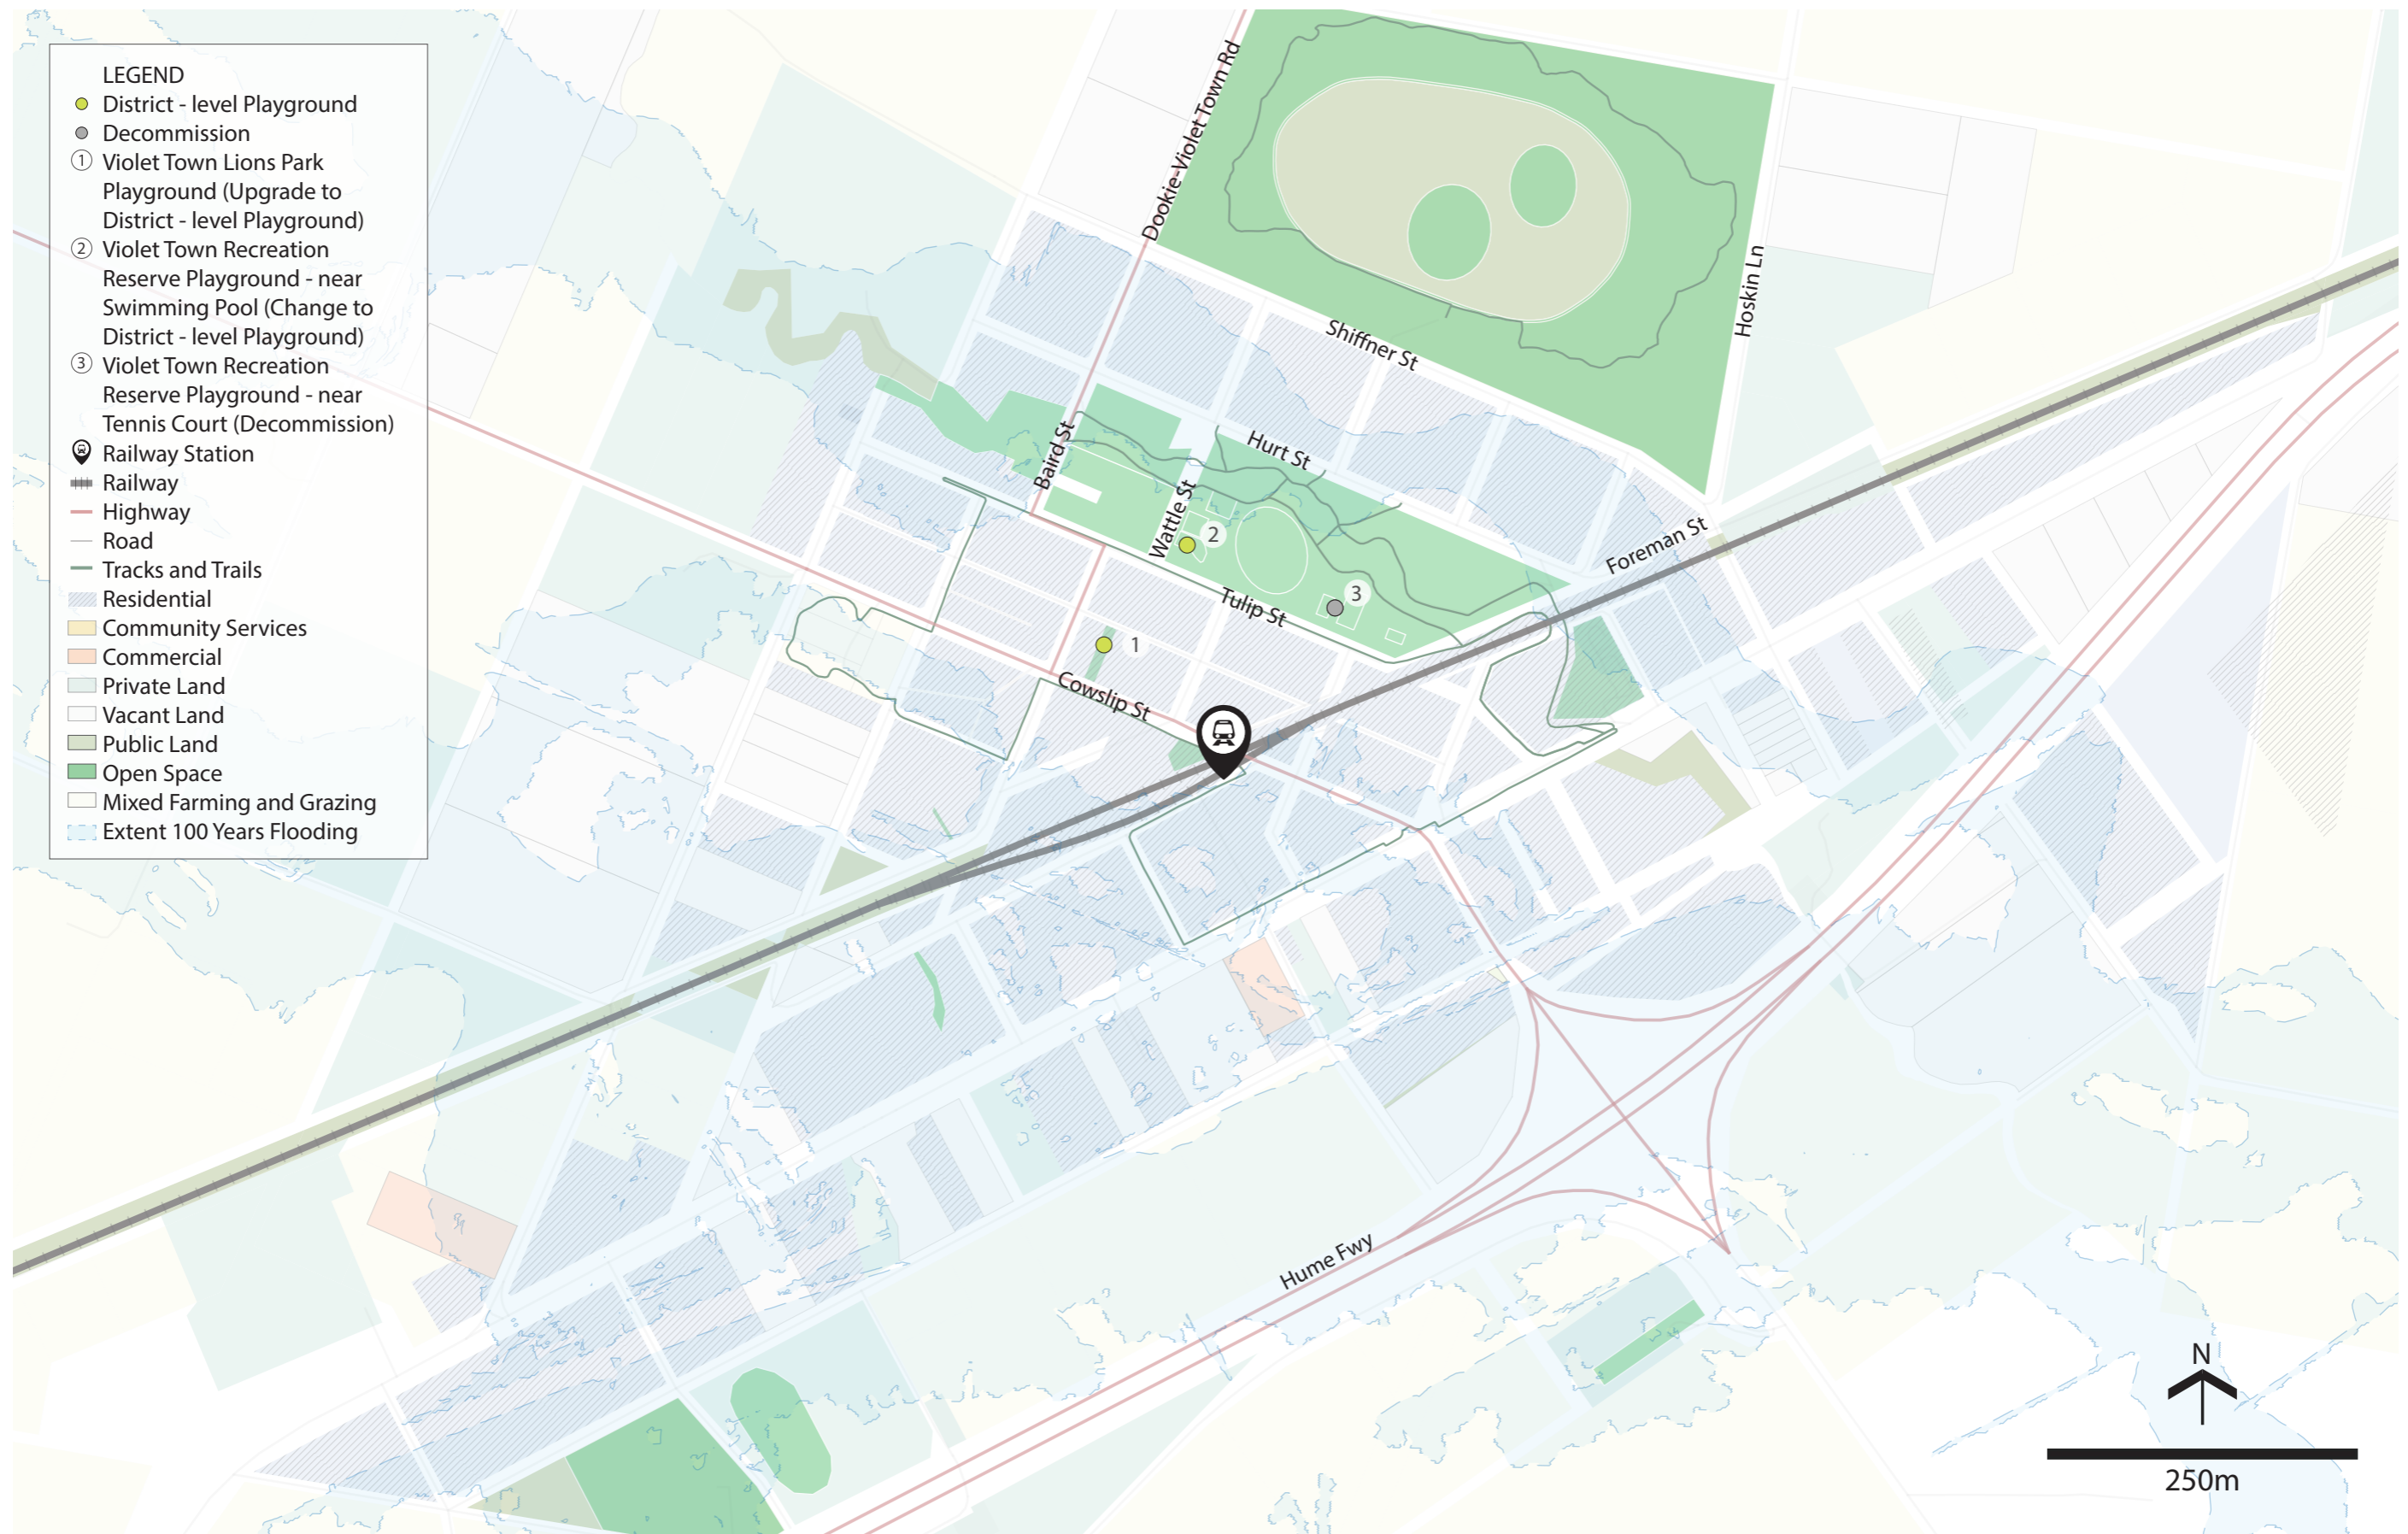 LEGEND
District - level Playground
Decommission
1 Violet Town Lions Park
Playground (Upgrade to
District - level Playground)
2 Violet Town Recreation
Reserve Playground - near
Swimming Pool (Change to
District - level Playground)
3 Violet Town Recreation
Reserve Playground - near
Tennis Court (Decommission)
Railway Station
Railway
Highway
Road
Tracks and Trails
Residential
Community Services
Commercial
Private Land
Vacant Land
Public Land
Open Space
Mixed Farming and Grazing
Extent 100 Years Flooding
Dookie-Violet Town Rd
Hoskin Ln
Shiffner St
Hurt St
Baird St
Wattle St
2
Foreman St
3
Tulip St
1
Cowslip St
Hume Fwy
N
250m